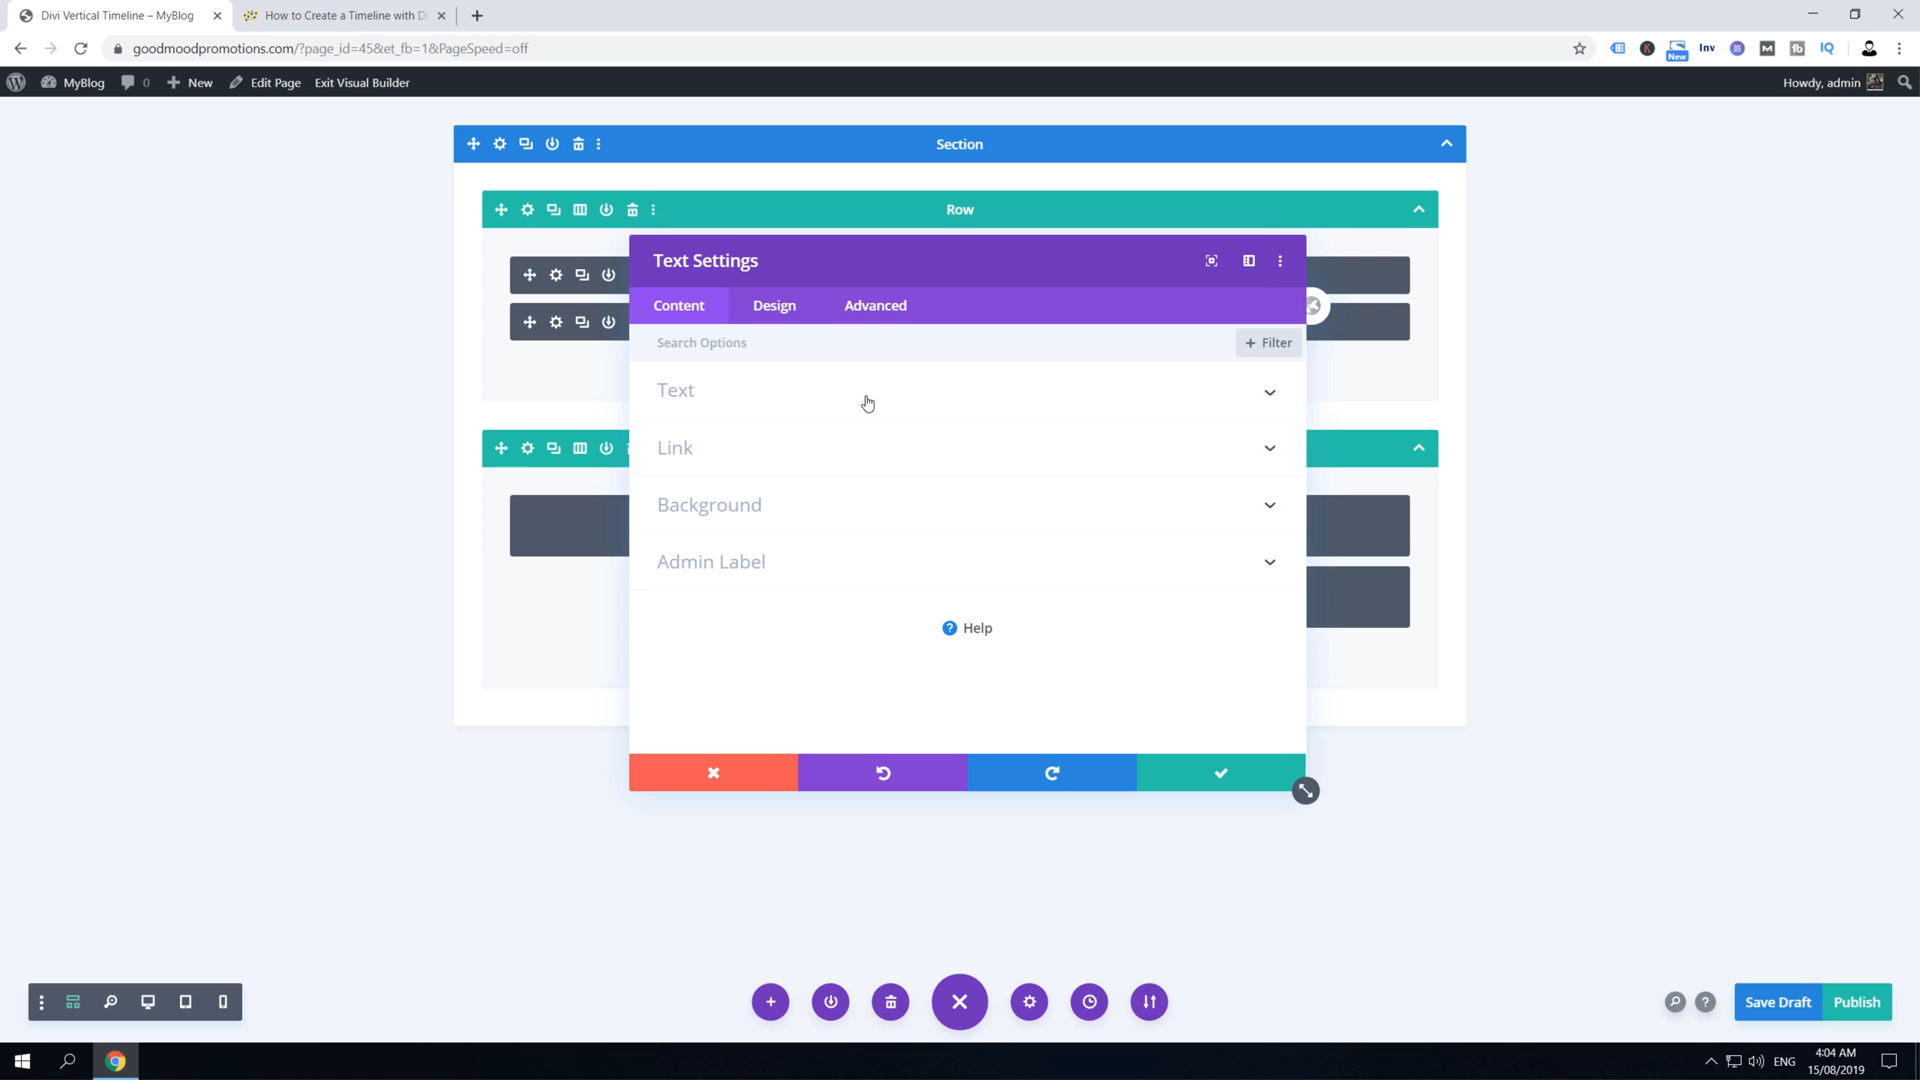 Divi Vertical Timeline – MyBlog
How to Create a Timeline with Di
goodmoodpromotions.com/?page_id=45&et_fb=1&PageSpeed=off
New
Inv
K
M
tb
IQ
MyBlog
0
New
Edit Page
Exit Visual Builder
Howdy, admin
Section
Row
Text Settings
Content
Design
Advanced
Search Options
+ Filter
Text
Link
Background
Admin Label
? Help
?
Save Draft
Publish
ENG
4:04 AM
15/08/2019